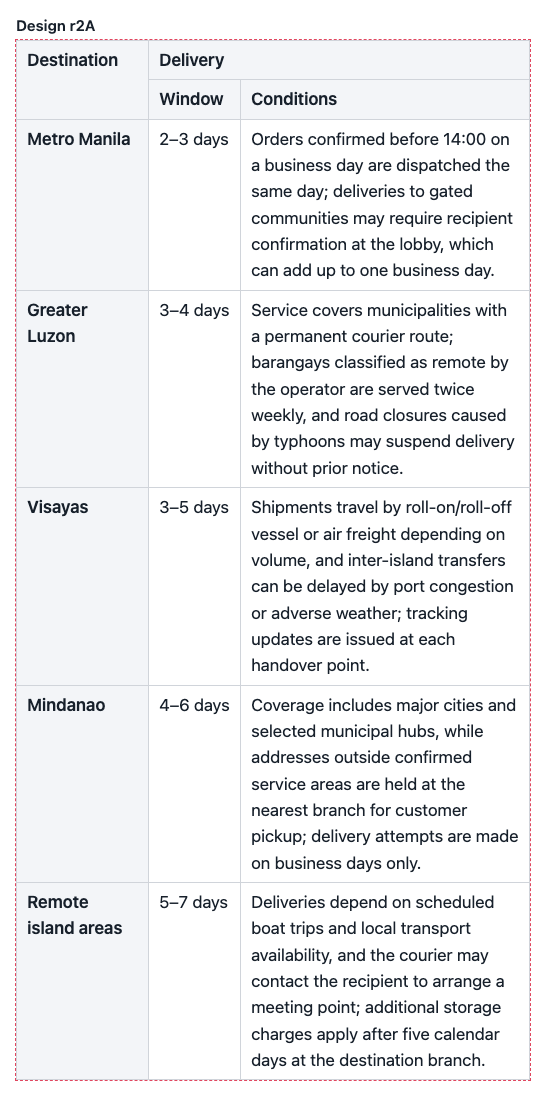 Design r2A
Destination
Delivery
Window
Conditions
Metro Manila
2–3 days
Orders confirmed before 14:00 on
a business day are dispatched the
same day; deliveries to gated
communities may require recipient
confirmation at the lobby, which
can add up to one business day.
Greater
Luzon
3–4 days
Service covers municipalities with
a permanent courier route;
barangays classified as remote by
the operator are served twice
weekly, and road closures caused
by typhoons may suspend delivery
without prior notice.
Visayas
3–5 days
Shipments travel by roll-on/roll-off
vessel or air freight depending on
volume, and inter-island transfers
can be delayed by port congestion
or adverse weather; tracking
updates are issued at each
handover point.
Mindanao
4–6 days
Coverage includes major cities and
selected municipal hubs, while
addresses outside confirmed
service areas are held at the
nearest branch for customer
pickup; delivery attempts are made
on business days only.
Remote
island areas
5–7 days
Deliveries depend on scheduled
boat trips and local transport
availability, and the courier may
contact the recipient to arrange a
meeting point; additional storage
charges apply after five calendar
days at the destination branch.